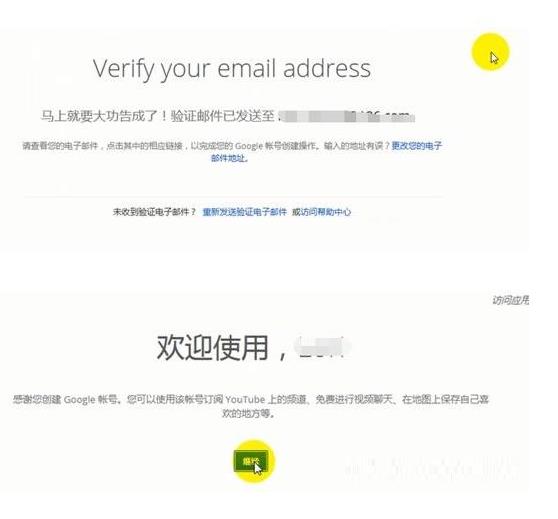 Verify your email address
马上就要大功告成了！验证邮件已发送至
请查看您的电子邮件，点击其中的相应链接，以完成您的 Google 帐号创建操作。输入的地址有误？更改您的电子
邮件地址。
未收到验证电子邮件？ 重新发送验证电子邮件 或访问帮助中心
访问应用
欢迎使用，
感谢您创建 Google 帐号。您可以使用该帐号订阅 YouTube 上的频道、免费进行视频聊天、在地图上保存自己喜
欢的地方等。
继续